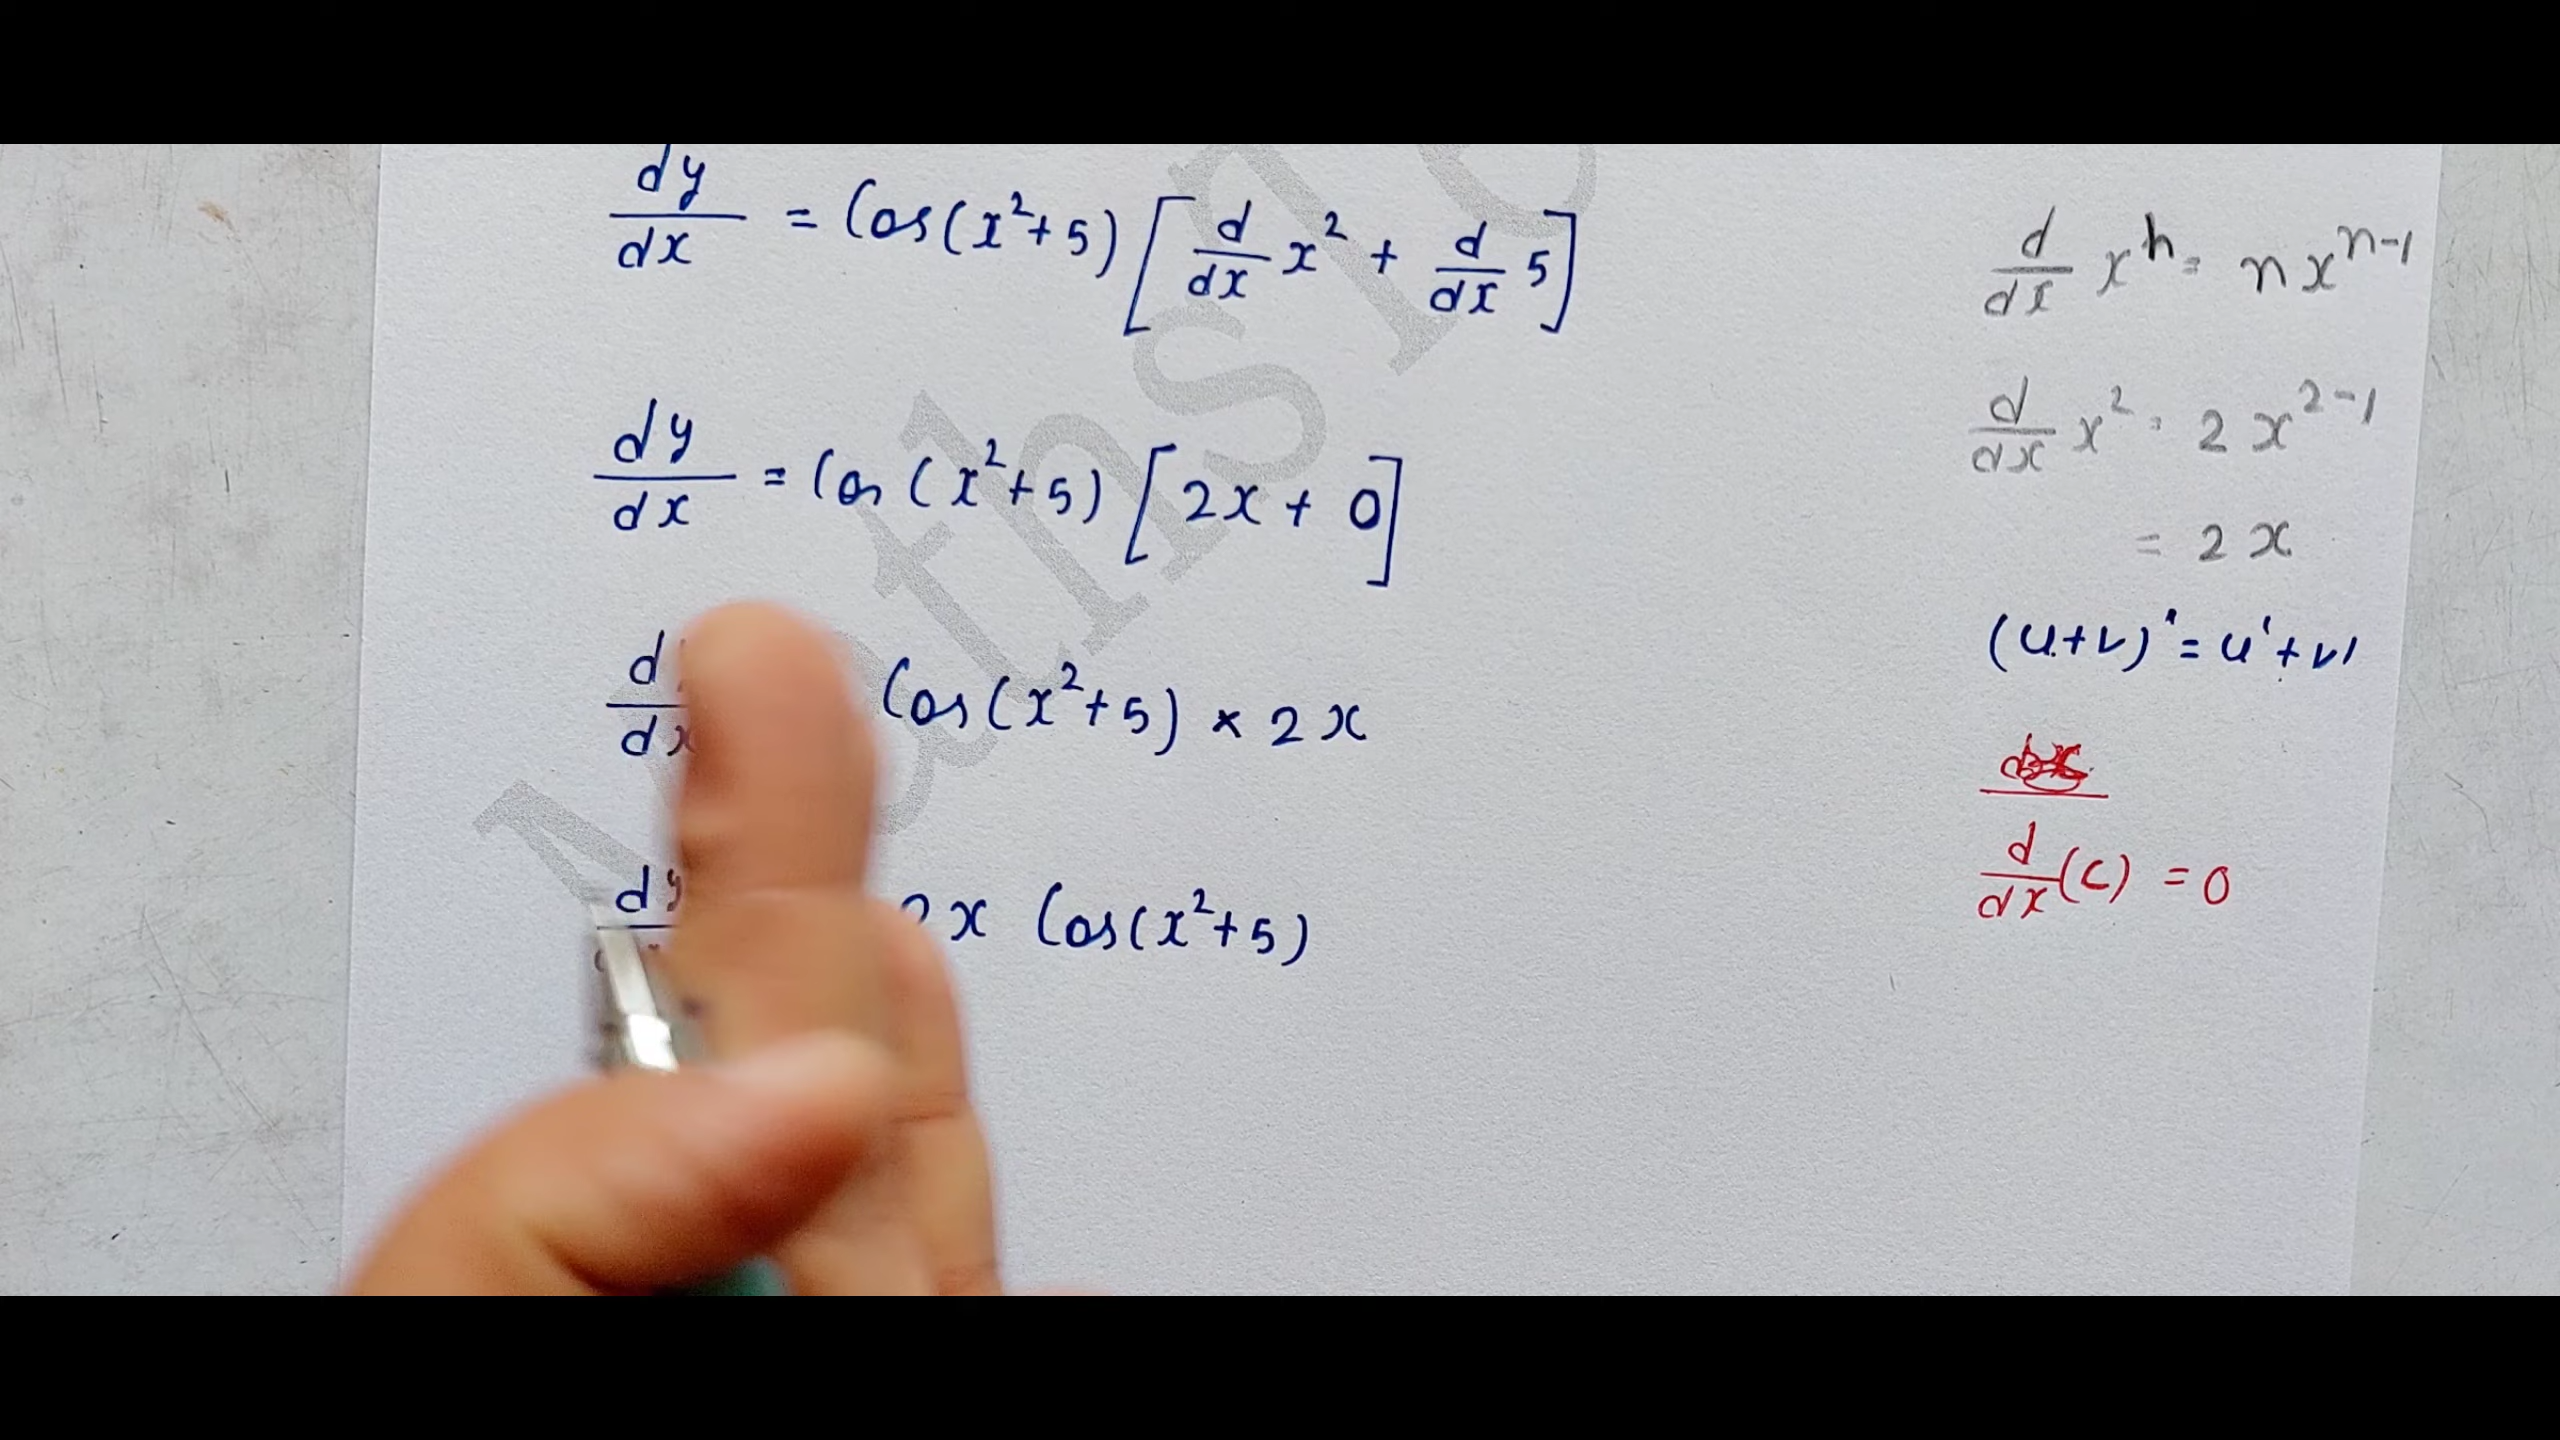 dy/dx = Cos(x²+5) [d/dx x² + d/dx 5]
dy/dx = Cos(x²+5) [2x + 0]
Cos(x²+5) × 2x
2x Cos(x²+5)
d/dx xⁿ = nxⁿ⁻¹
d/dx x² = 2x²⁻¹
= 2x
(u+v)' = u'+v'
d/dx(c) = 0